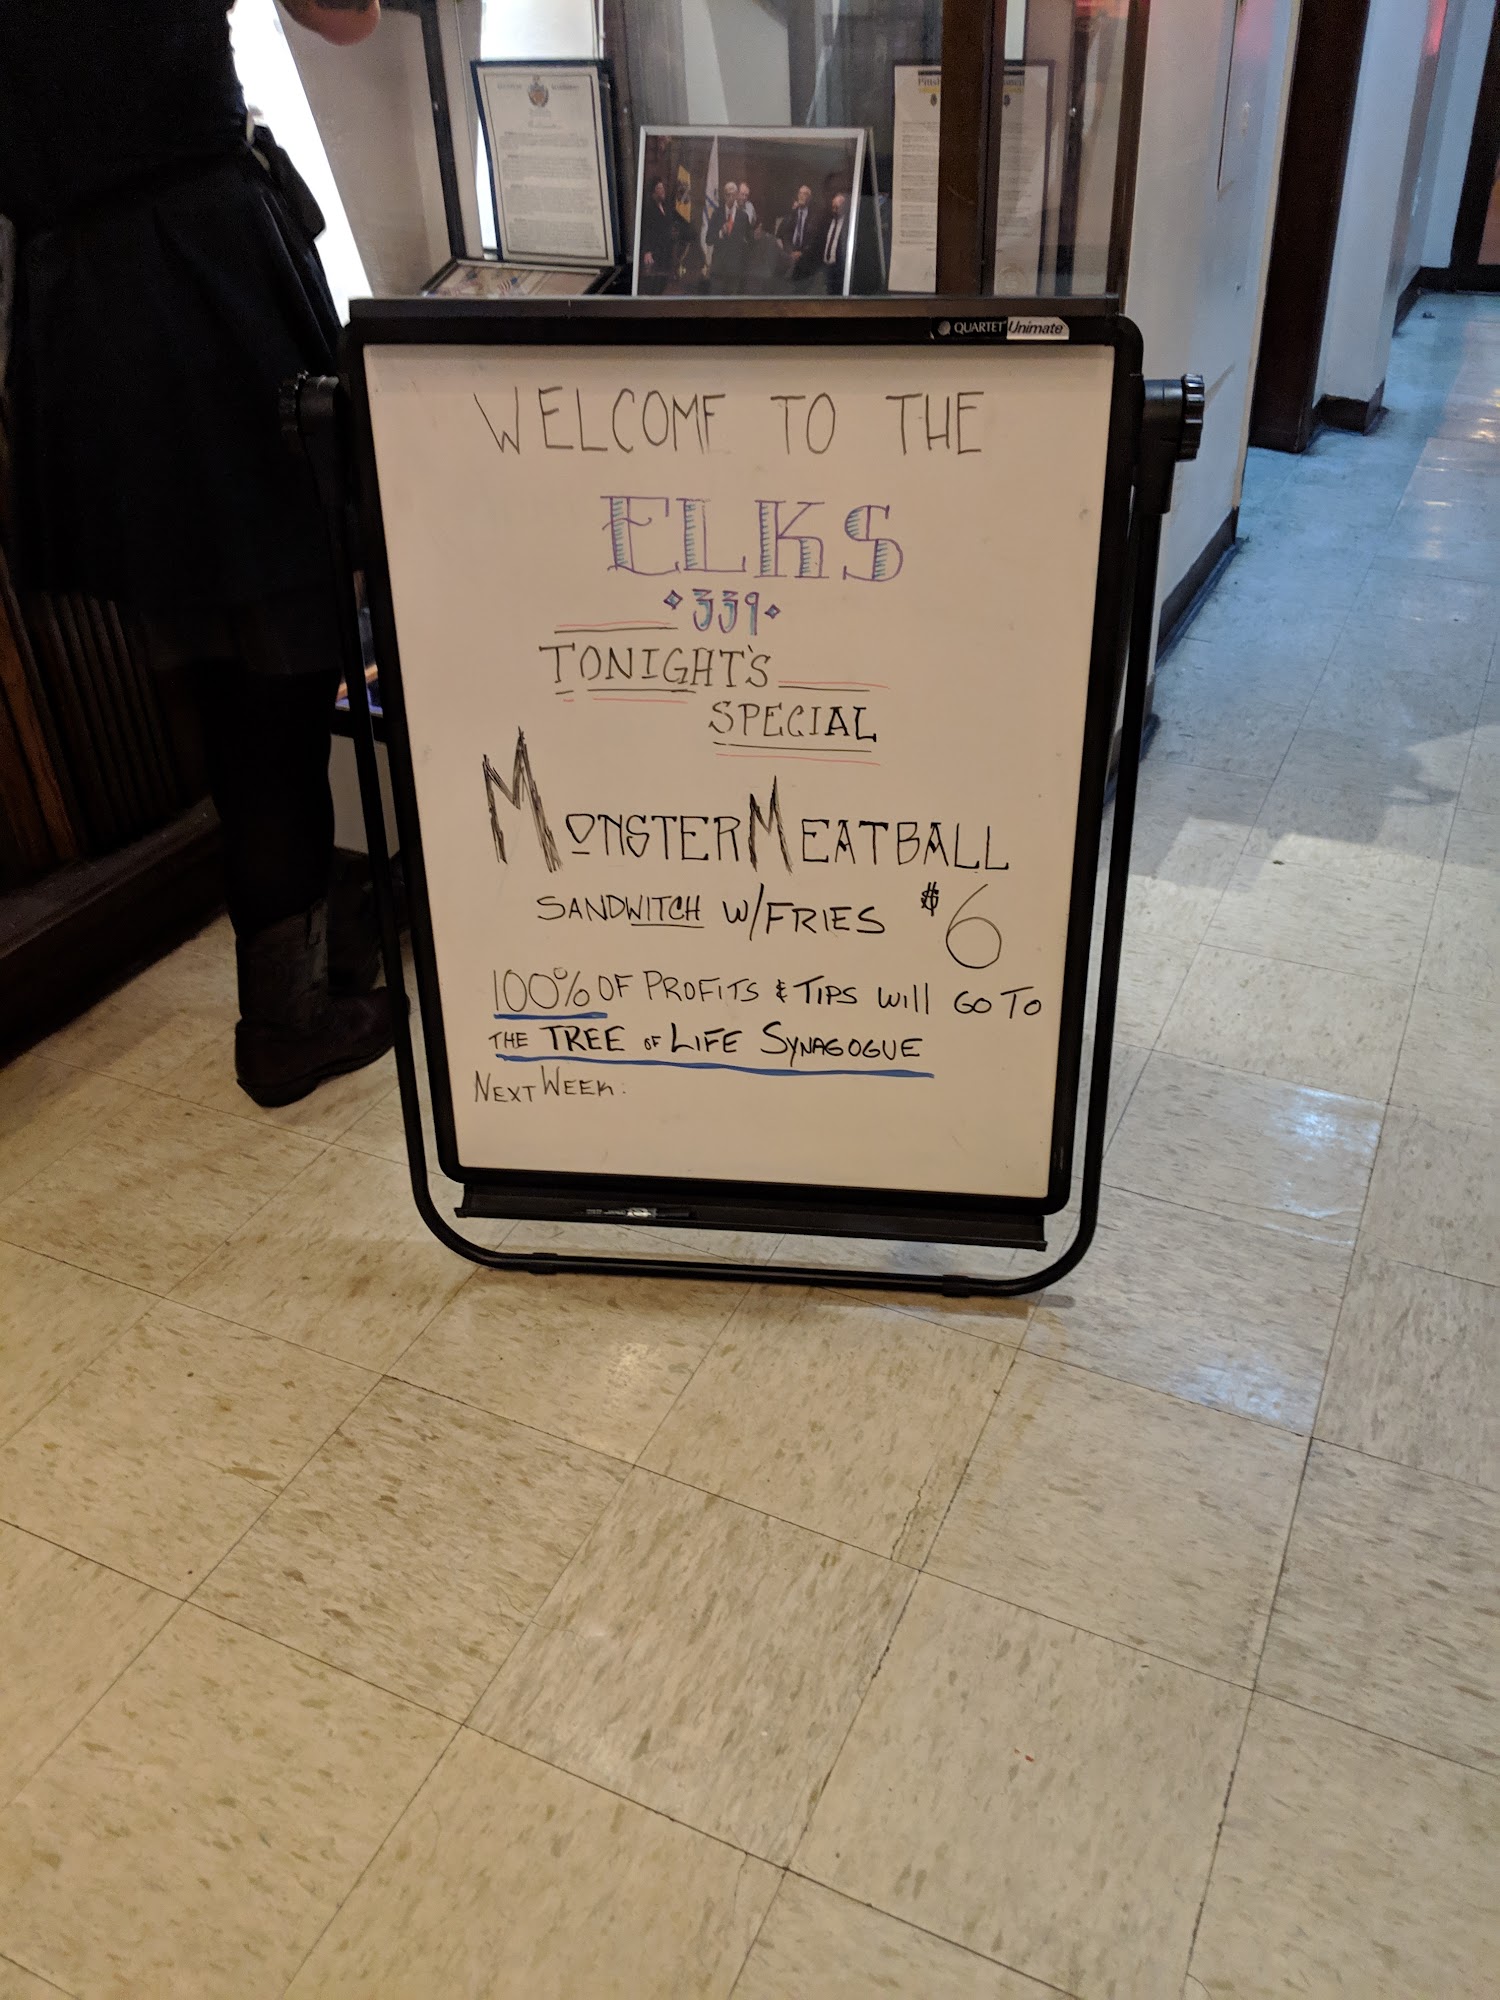 QUARTET Unimate
WELCOME TO THE
ELKS
339
TONIGHT'S
SPECIAL
MONSTER MEATBALL
SANDWITCH W/FRIES $6
100% OF PROFITS & TIPS WILL GO TO
THE TREE OF LIFE SYNAGOGUE
NEXT WEEK: